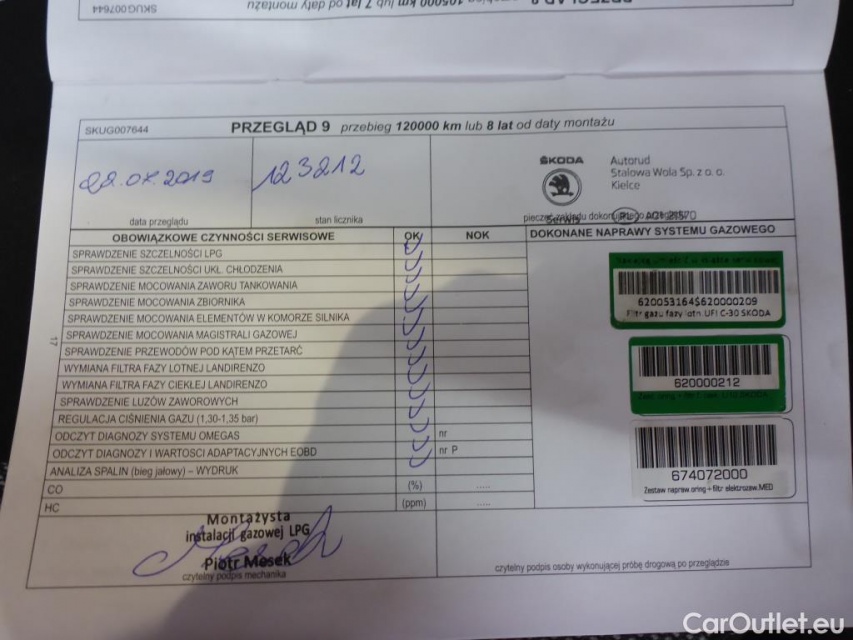 SKUG007644
PRZEGLĄD 9 przebieg 120000 km lub 8 lat od daty montażu
123212
data przeglądu
stan licznika
ŠKODA
Serwis
Autorud
Stalowa Wola Sp. z o. o.
Kielce
OBOWIĄZKOWE CZYNNOŚCI SERWISOWE
OK
NOK
DOKONANE NAPRAWY SYSTEMU GAZOWEGO
SPRAWDZENIE SZCZELNOŚCI LPG
SPRAWDZENIE SZCZELNOŚCI UKŁ. CHŁODZENIA
SPRAWDZENIE MOCOWANIA ZAWORU TANKOWANIA
SPRAWDZENIE MOCOWANIA ZBIORNIKA
SPRAWDZENIE MOCOWANIA ELEMENTÓW W KOMORZE SILNIKA
SPRAWDZENIE MOCOWANIA MAGISTRALI GAZOWEJ
SPRAWDZENIE PRZEWODÓW POD KĄTEM PRZETARĆ
WYMIANA FILTRA FAZY LOTNEJ LANDIRENZO
WYMIANA FILTRA FAZY CIEKŁEJ LANDIRENZO
SPRAWDZENIE LUZÓW ZAWOROWYCH
REGULACJA CIŚNIENIA GAZU (1,30-1,35 bar)
ODCZYT DIAGNOZY SYSTEMU OMEGAS
nr
ODCZYT DIAGNOZY I WARTOŚCI ADAPTACYJNYCH EOBD
nr P
ANALIZA SPALIN (bieg jałowy) – WYDRUK
CO
(%)
.....
HC
(ppm)
.....
620053164S620000209
Filtr gazu fazy lotn. UFI C-30 SKODA
620000212
674072000
Zestaw napraw.oring+filtr elektrozaw.MED
17
Montażysta
instalacji gazowej LPG
Piotr Mesek
czytelny podpis mechanika
czytelny podpis osoby wykonującej próbę drogową po przeglądzie
CarOutlet.eu